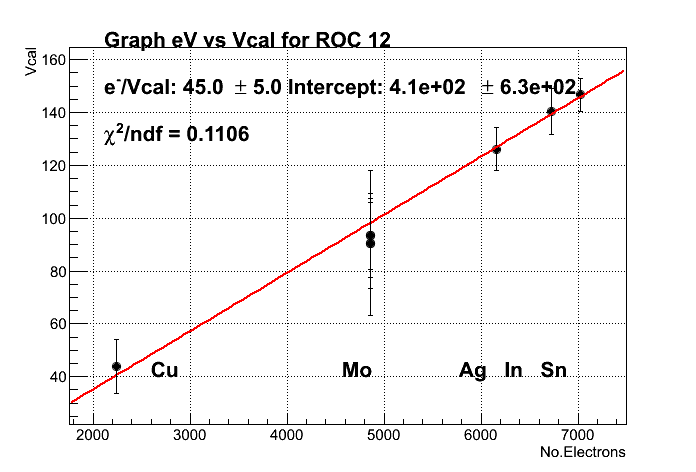 Graph eV vs Vcal for ROC 12
Vcal
e⁻/Vcal: 45.0 ± 5.0 Intercept: 4.1e+02 ± 6.3e+02
χ²/ndf = 0.1106
160
140
120
100
80
60
40
Cu Mo Ag In Sn
2000 3000 4000 5000 6000 7000
No.Electrons